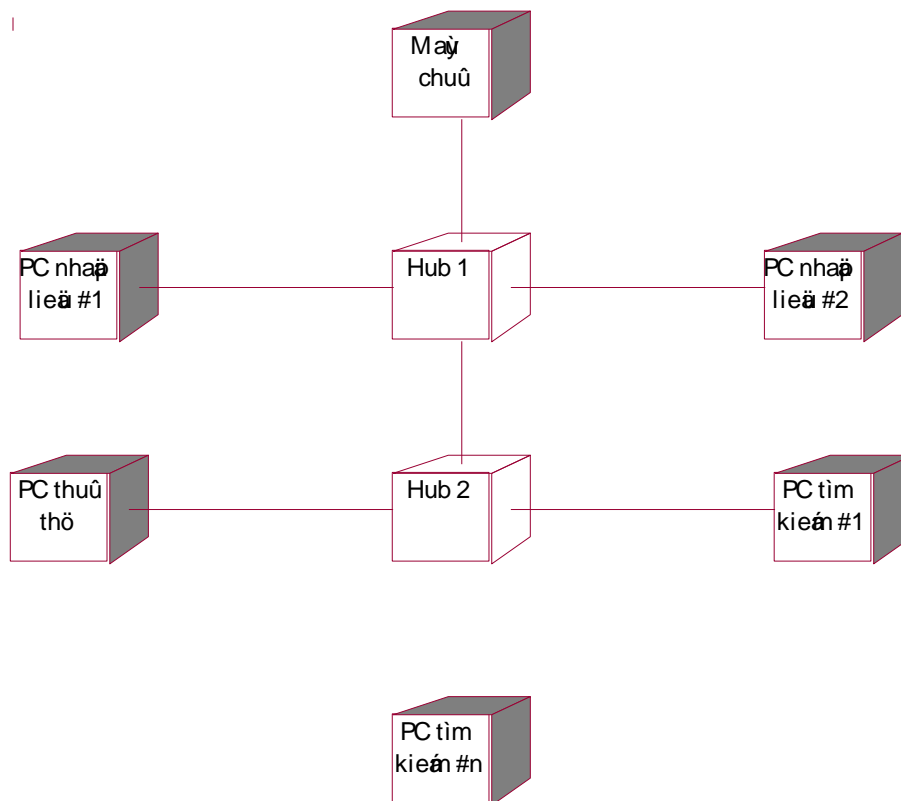 Maùy
chuû
PC nhaäp
lieäu #1
Hub 1
PC nhaäp
lieäu #2
PC thuû
thö
Hub 2
PC tìm
kieám #1
PC tìm
kieám #n